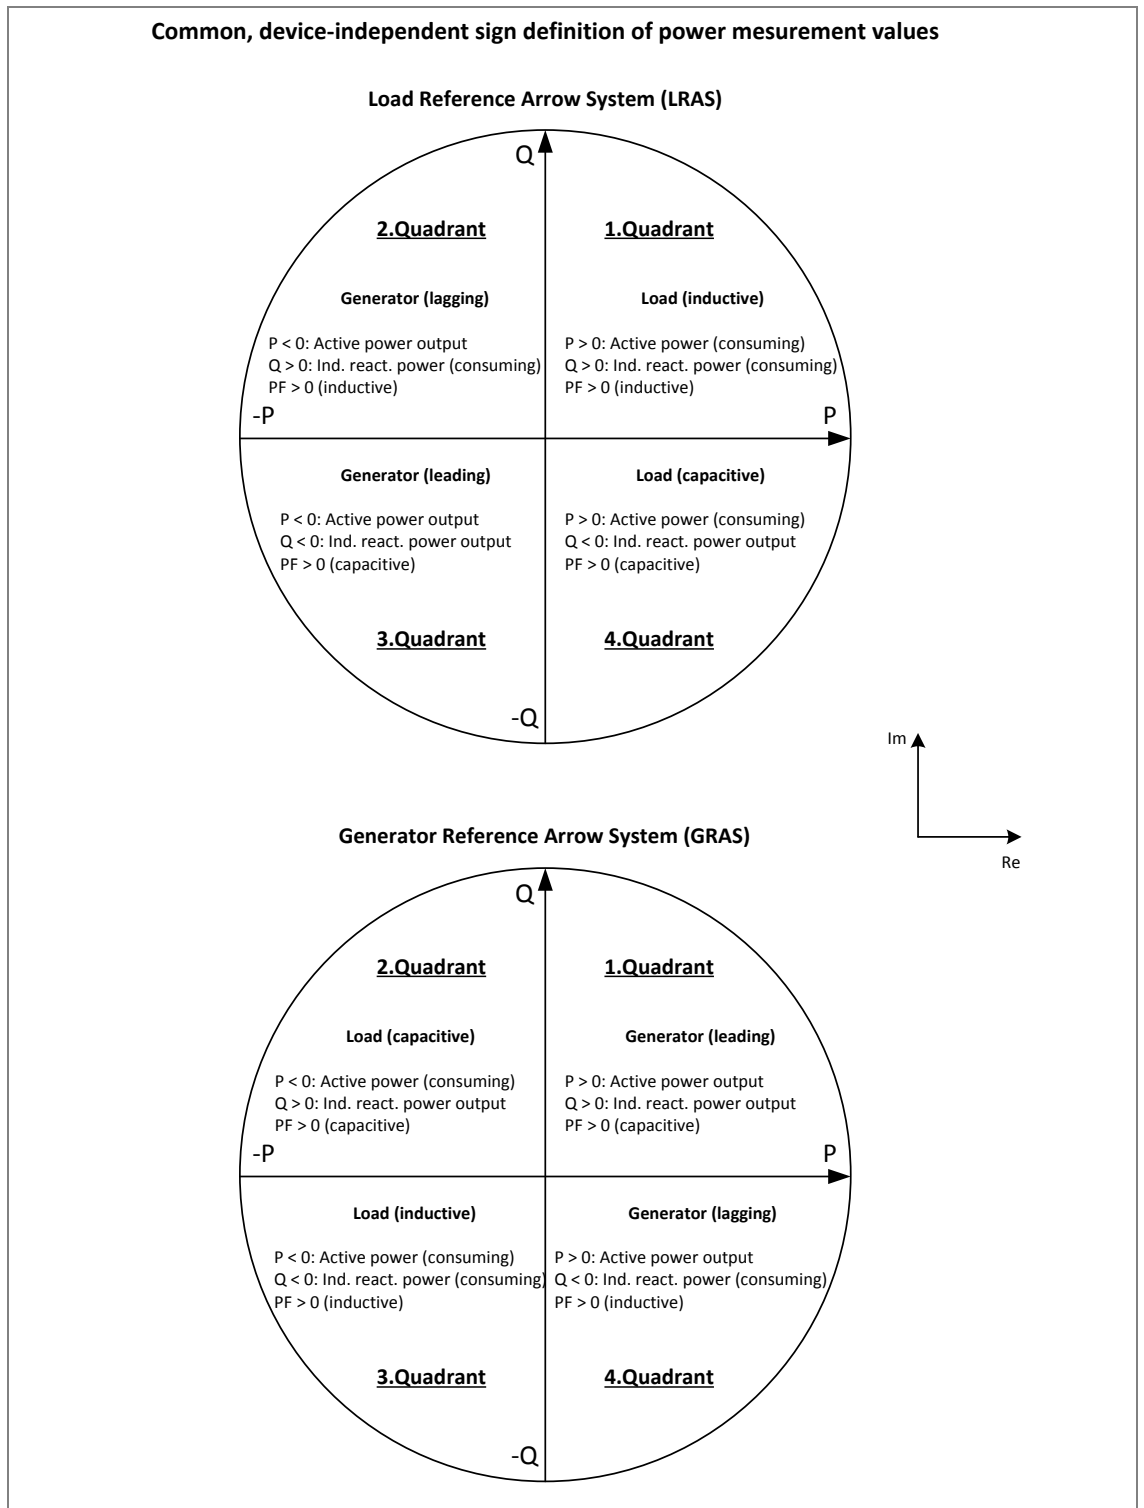 Common, device-independent sign definition of power mesurement values
Load Reference Arrow System (LRAS)
Q
2.Quadrant
1.Quadrant
Generator (lagging)
Load (inductive)
P < 0: Active power output
Q > 0: Ind. react. power (consuming)
PF > 0 (inductive)
P > 0: Active power (consuming)
Q > 0: Ind. react. power (consuming)
PF > 0 (inductive)
-P
P
Generator (leading)
Load (capacitive)
P < 0: Active power output
Q < 0: Ind. react. power output
PF > 0 (capacitive)
P > 0: Active power (consuming)
Q < 0: Ind. react. power output
PF > 0 (capacitive)
3.Quadrant
4.Quadrant
-Q
Im
Re
Generator Reference Arrow System (GRAS)
Q
2.Quadrant
1.Quadrant
Load (capacitive)
Generator (leading)
P < 0: Active power (consuming)
Q > 0: Ind. react. power output
PF > 0 (capacitive)
P > 0: Active power output
Q > 0: Ind. react. power output
PF > 0 (capacitive)
-P
P
Load (inductive)
Generator (lagging)
P < 0: Active power (consuming)
Q < 0: Ind. react. power (consuming)
PF > 0 (inductive)
P > 0: Active power output
Q < 0: Ind. react. power (consuming)
PF > 0 (inductive)
3.Quadrant
4.Quadrant
-Q